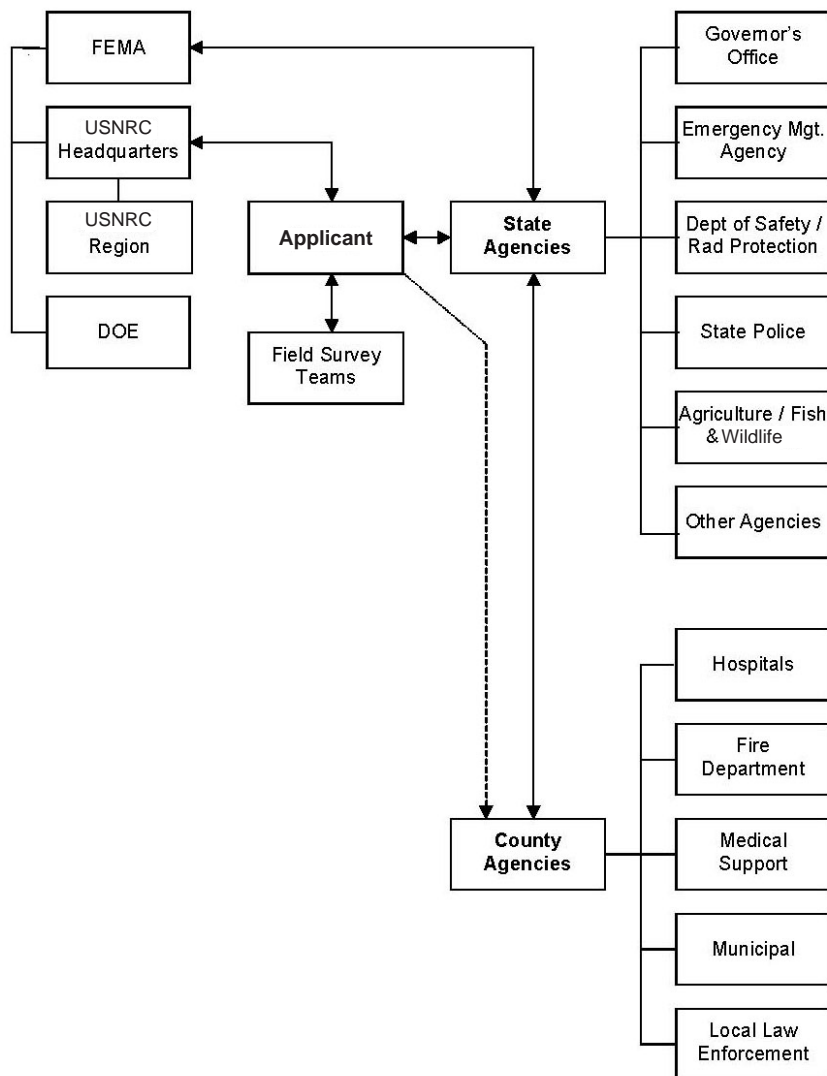 FEMA
USNRC
Headquarters
USNRC
Region
DOE
Applicant
Field Survey
Teams
State
Agencies
Governor's
Office
Emergency Mgt.
Agency
Dept of Safety /
Rad Protection
State Police
Agriculture / Fish
& Wildlife
Other Agencies
County
Agencies
Hospitals
Fire
Department
Medical
Support
Municipal
Local Law
Enforcement